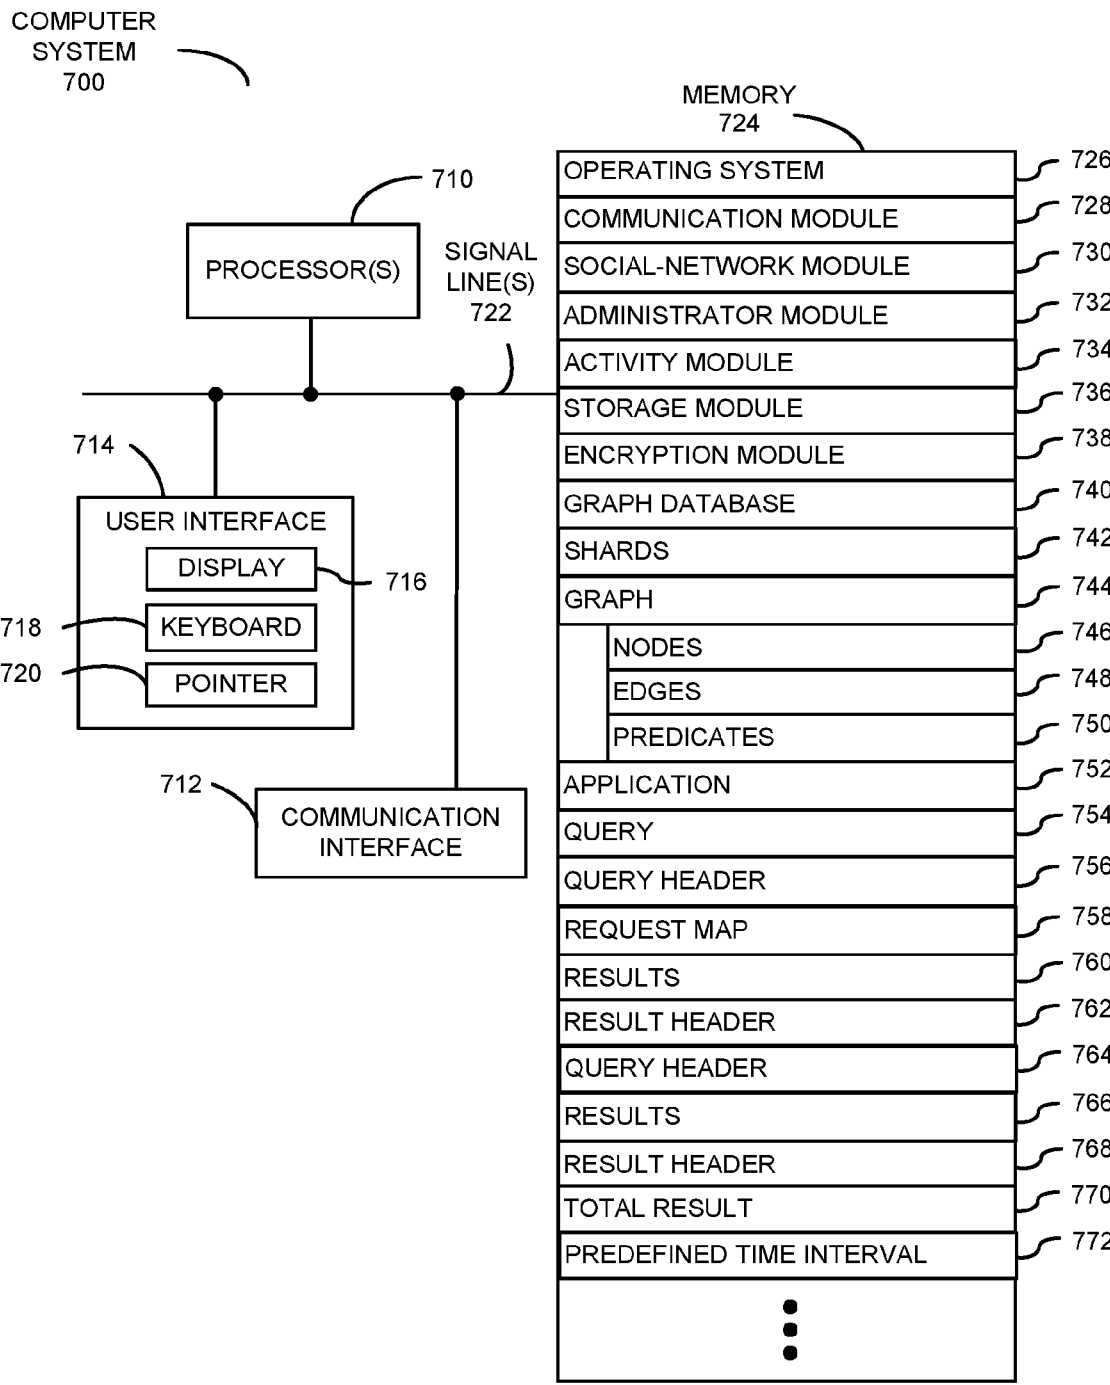 COMPUTER
SYSTEM
700
MEMORY
724
710
PROCESSOR(S)
SIGNAL
LINE(S)
722
714
USER INTERFACE
DISPLAY
716
718
KEYBOARD
720
POINTER
712
COMMUNICATION
INTERFACE
OPERATING SYSTEM 726
COMMUNICATION MODULE 728
SOCIAL-NETWORK MODULE 730
ADMINISTRATOR MODULE 732
ACTIVITY MODULE 734
STORAGE MODULE 736
ENCRYPTION MODULE 738
GRAPH DATABASE 740
SHARDS 742
GRAPH 744
NODES 746
EDGES 748
PREDICATES 750
APPLICATION 752
QUERY 754
QUERY HEADER 756
REQUEST MAP 758
RESULTS 760
RESULT HEADER 762
QUERY HEADER 764
RESULTS 766
RESULT HEADER 768
TOTAL RESULT 770
PREDEFINED TIME INTERVAL 772